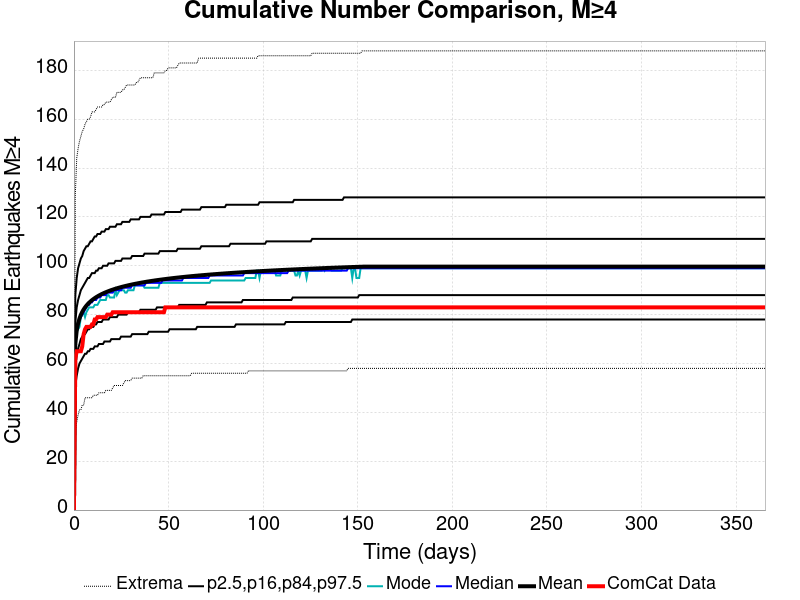 Cumulative Number Comparison, M≥4
Cumulative Num Earthquakes M≥4
180
160
140
120
100
80
60
40
20
0
0 50 100 150 200 250 300 350
Time (days)
Extrema p2.5,p16,p84,p97.5 Mode Median Mean ComCat Data